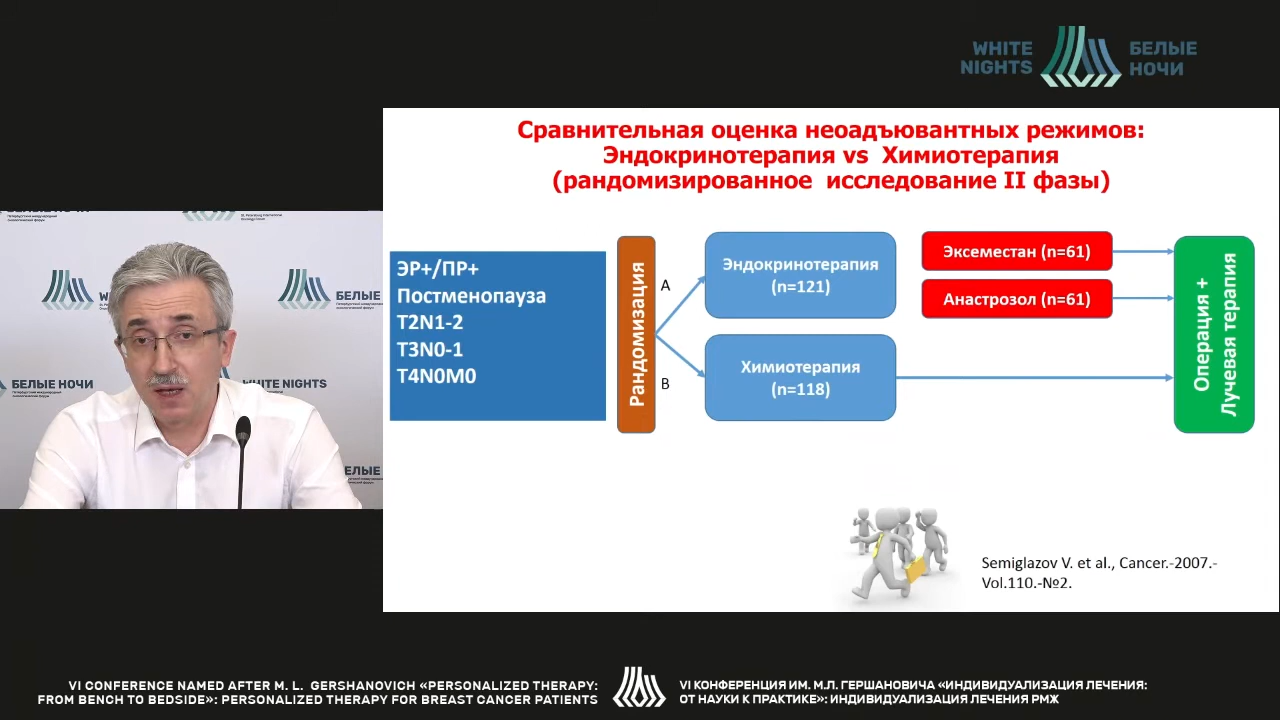 WHITE
NIGHTS
БЕЛЫЕ
НОЧИ
Сравнительная оценка неоадъювантных режимов:
Эндокринотерапия vs Химиотерапия
(рандомизированное исследование II фазы)
ЭР+/ПР+
Постменопауза
T2N1-2
T3N0-1
T4N0M0
Рандомизация
A
B
Эндокринотерапия
(n=121)
Химиотерапия
(n=118)
Эксеместан (n=61)
Анастрозол (n=61)
Операция +
Лучевая терапия
Semiglazov V. et al., Cancer.-2007.-
Vol.110.-№2.
БЕЛЫЕ
БЕЛЫЕ НОЧИ
WHITE NIGHTS
БЕЛЫЕ
VI CONFERENCE NAMED AFTER M. L. GERSHANOVICH «PERSONALIZED THERAPY:
FROM BENCH TO BEDSIDE»: PERSONALIZED THERAPY FOR BREAST CANCER PATIENTS
VI КОНФЕРЕНЦИЯ ИМ. М.Л. ГЕРШАНОВИЧА «ИНДИВИДУАЛИЗАЦИЯ ЛЕЧЕНИЯ:
ОТ НАУКИ К ПРАКТИКЕ»: ИНДИВИДУАЛИЗАЦИЯ ЛЕЧЕНИЯ РМЖ